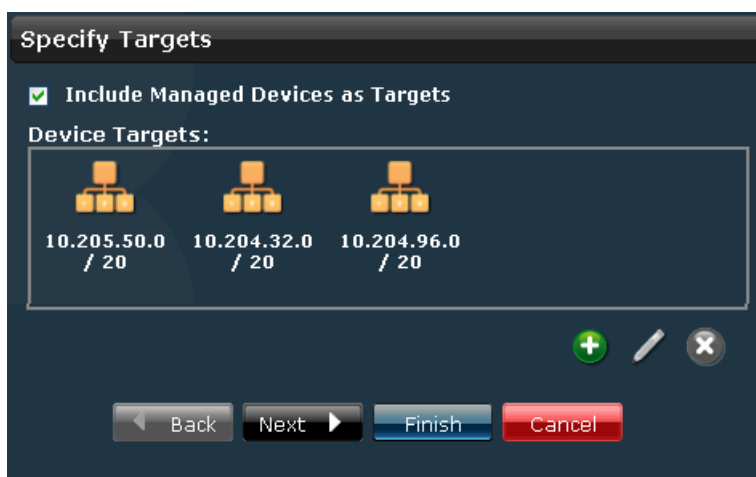 Specify Targets
Include Managed Devices as Targets
Device Targets:
10.205.50.0 / 20
10.204.32.0 / 20
10.204.96.0 / 20
Back
Next
Finish
Cancel